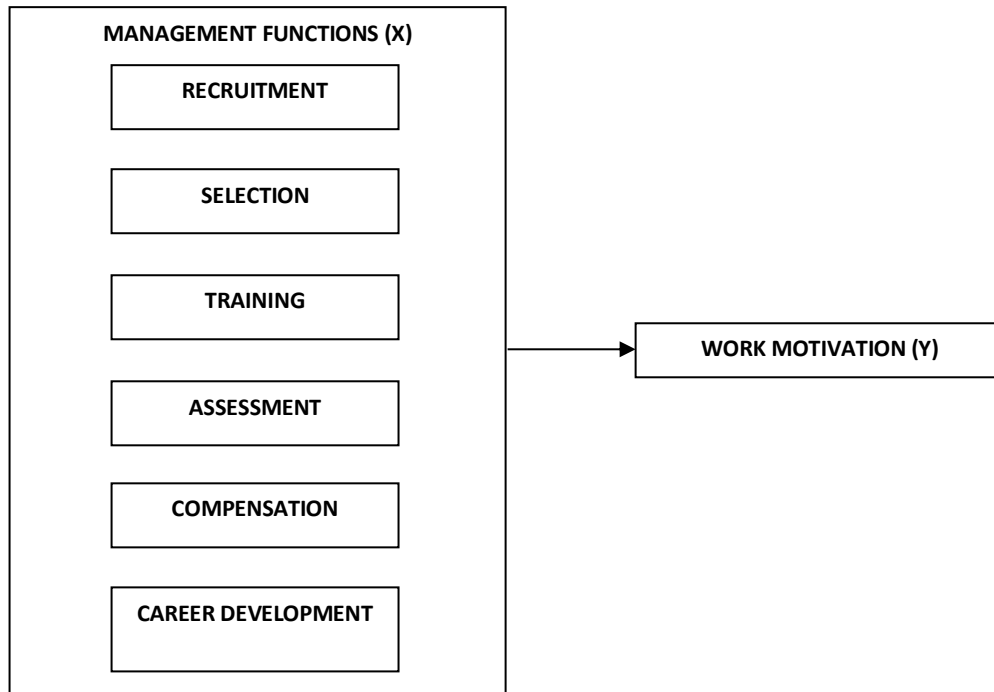 MANAGEMENT FUNCTIONS (X)
RECRUITMENT
SELECTION
TRAINING
WORK MOTIVATION (Y)
ASSESSMENT
COMPENSATION
CAREER DEVELOPMENT